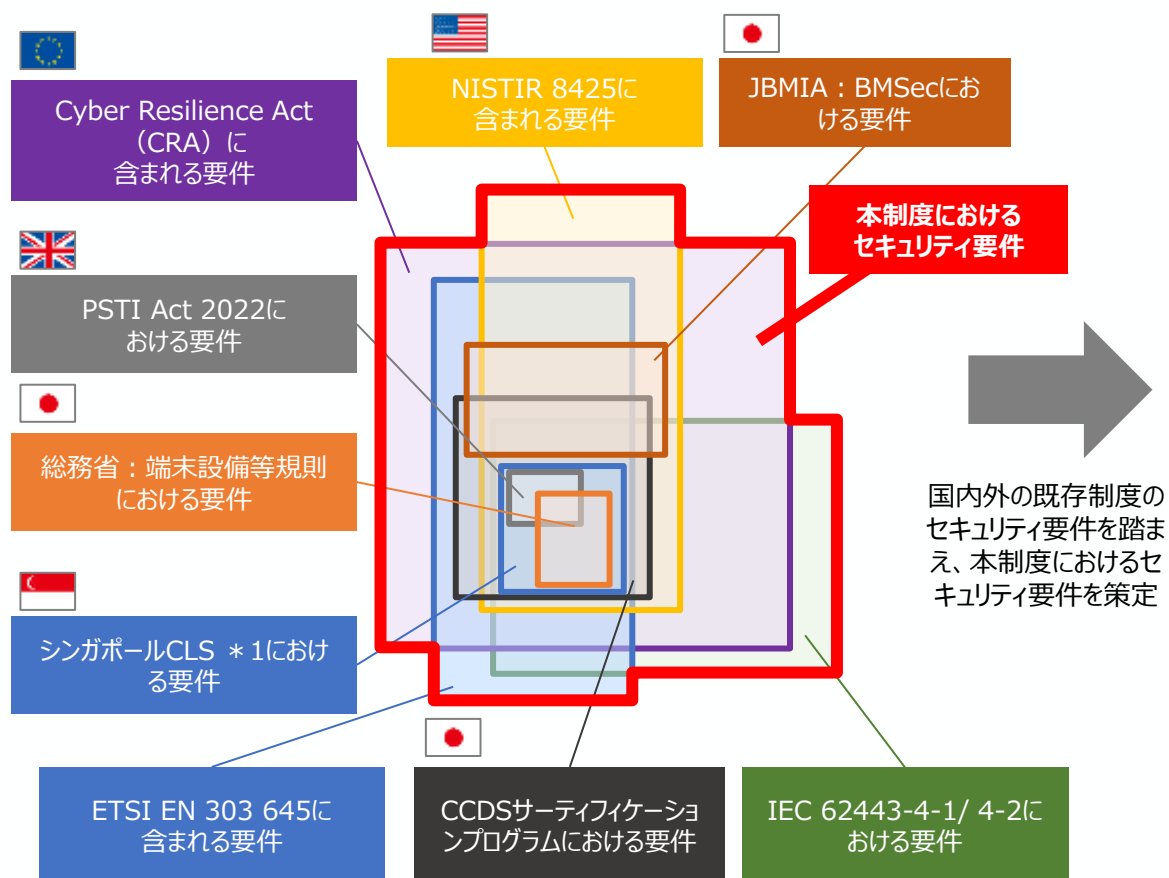 Cyber Resilience Act
（CRA）に
含まれる要件
NISTIR 8425に
含まれる要件
JBMIA：BMSecにお
ける要件
本制度における
セキュリティ要件
PSTI Act 2022に
おける要件
総務省：端末設備等規則
における要件
国内外の既存制度の
セキュリティ要件を踏ま
え、本制度におけるセ
キュリティ要件を策定
シンガポールCLS ＊1におけ
る要件
ETSI EN 303 645に
含まれる要件
CCDSサーティフィケーショ
ンプログラムにおける要件
IEC 62443-4-1/ 4-2に
おける要件